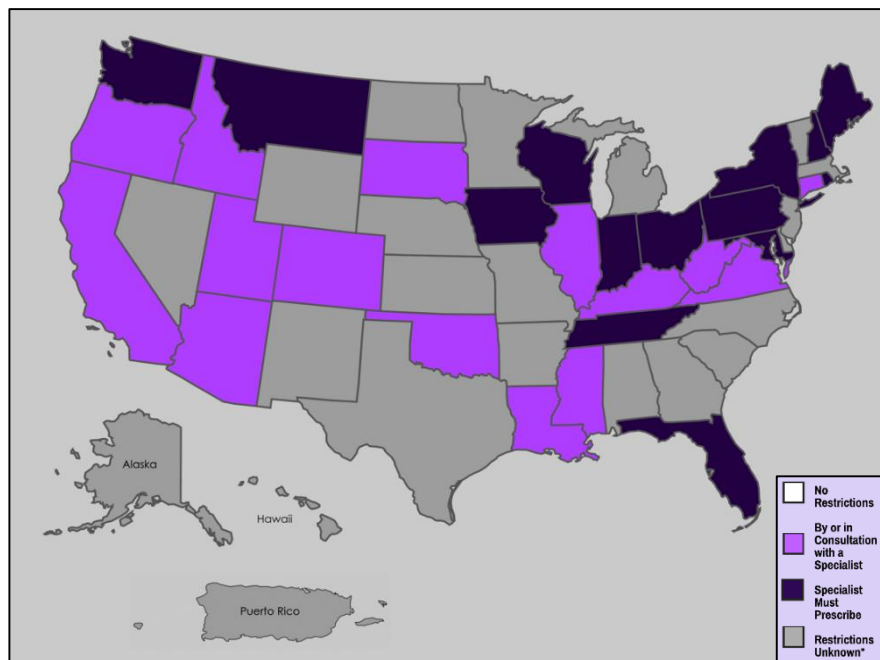 Alaska
Hawaii
Puerto Rico
No
Restrictions
By or in
Consultation
with a
Specialist
Specialist
Must
Prescribe
Restrictions
Unknown*